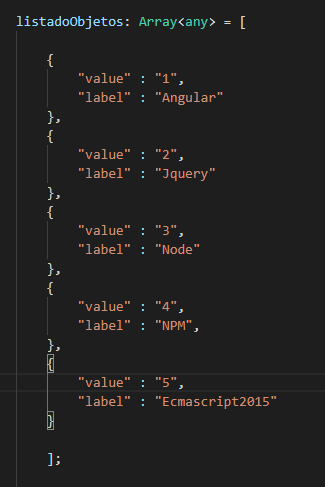 listadoObjetos: Array<any> = [
{
"value" : "1",
"label" : "Angular"
},
{
"value" : "2",
"label" : "Jquery"
},
{
"value" : "3",
"label" : "Node"
},
{
"value" : "4",
"label" : "NPM",
},
{
"value" : "5",
"label" : "Ecmascript2015"
}
];